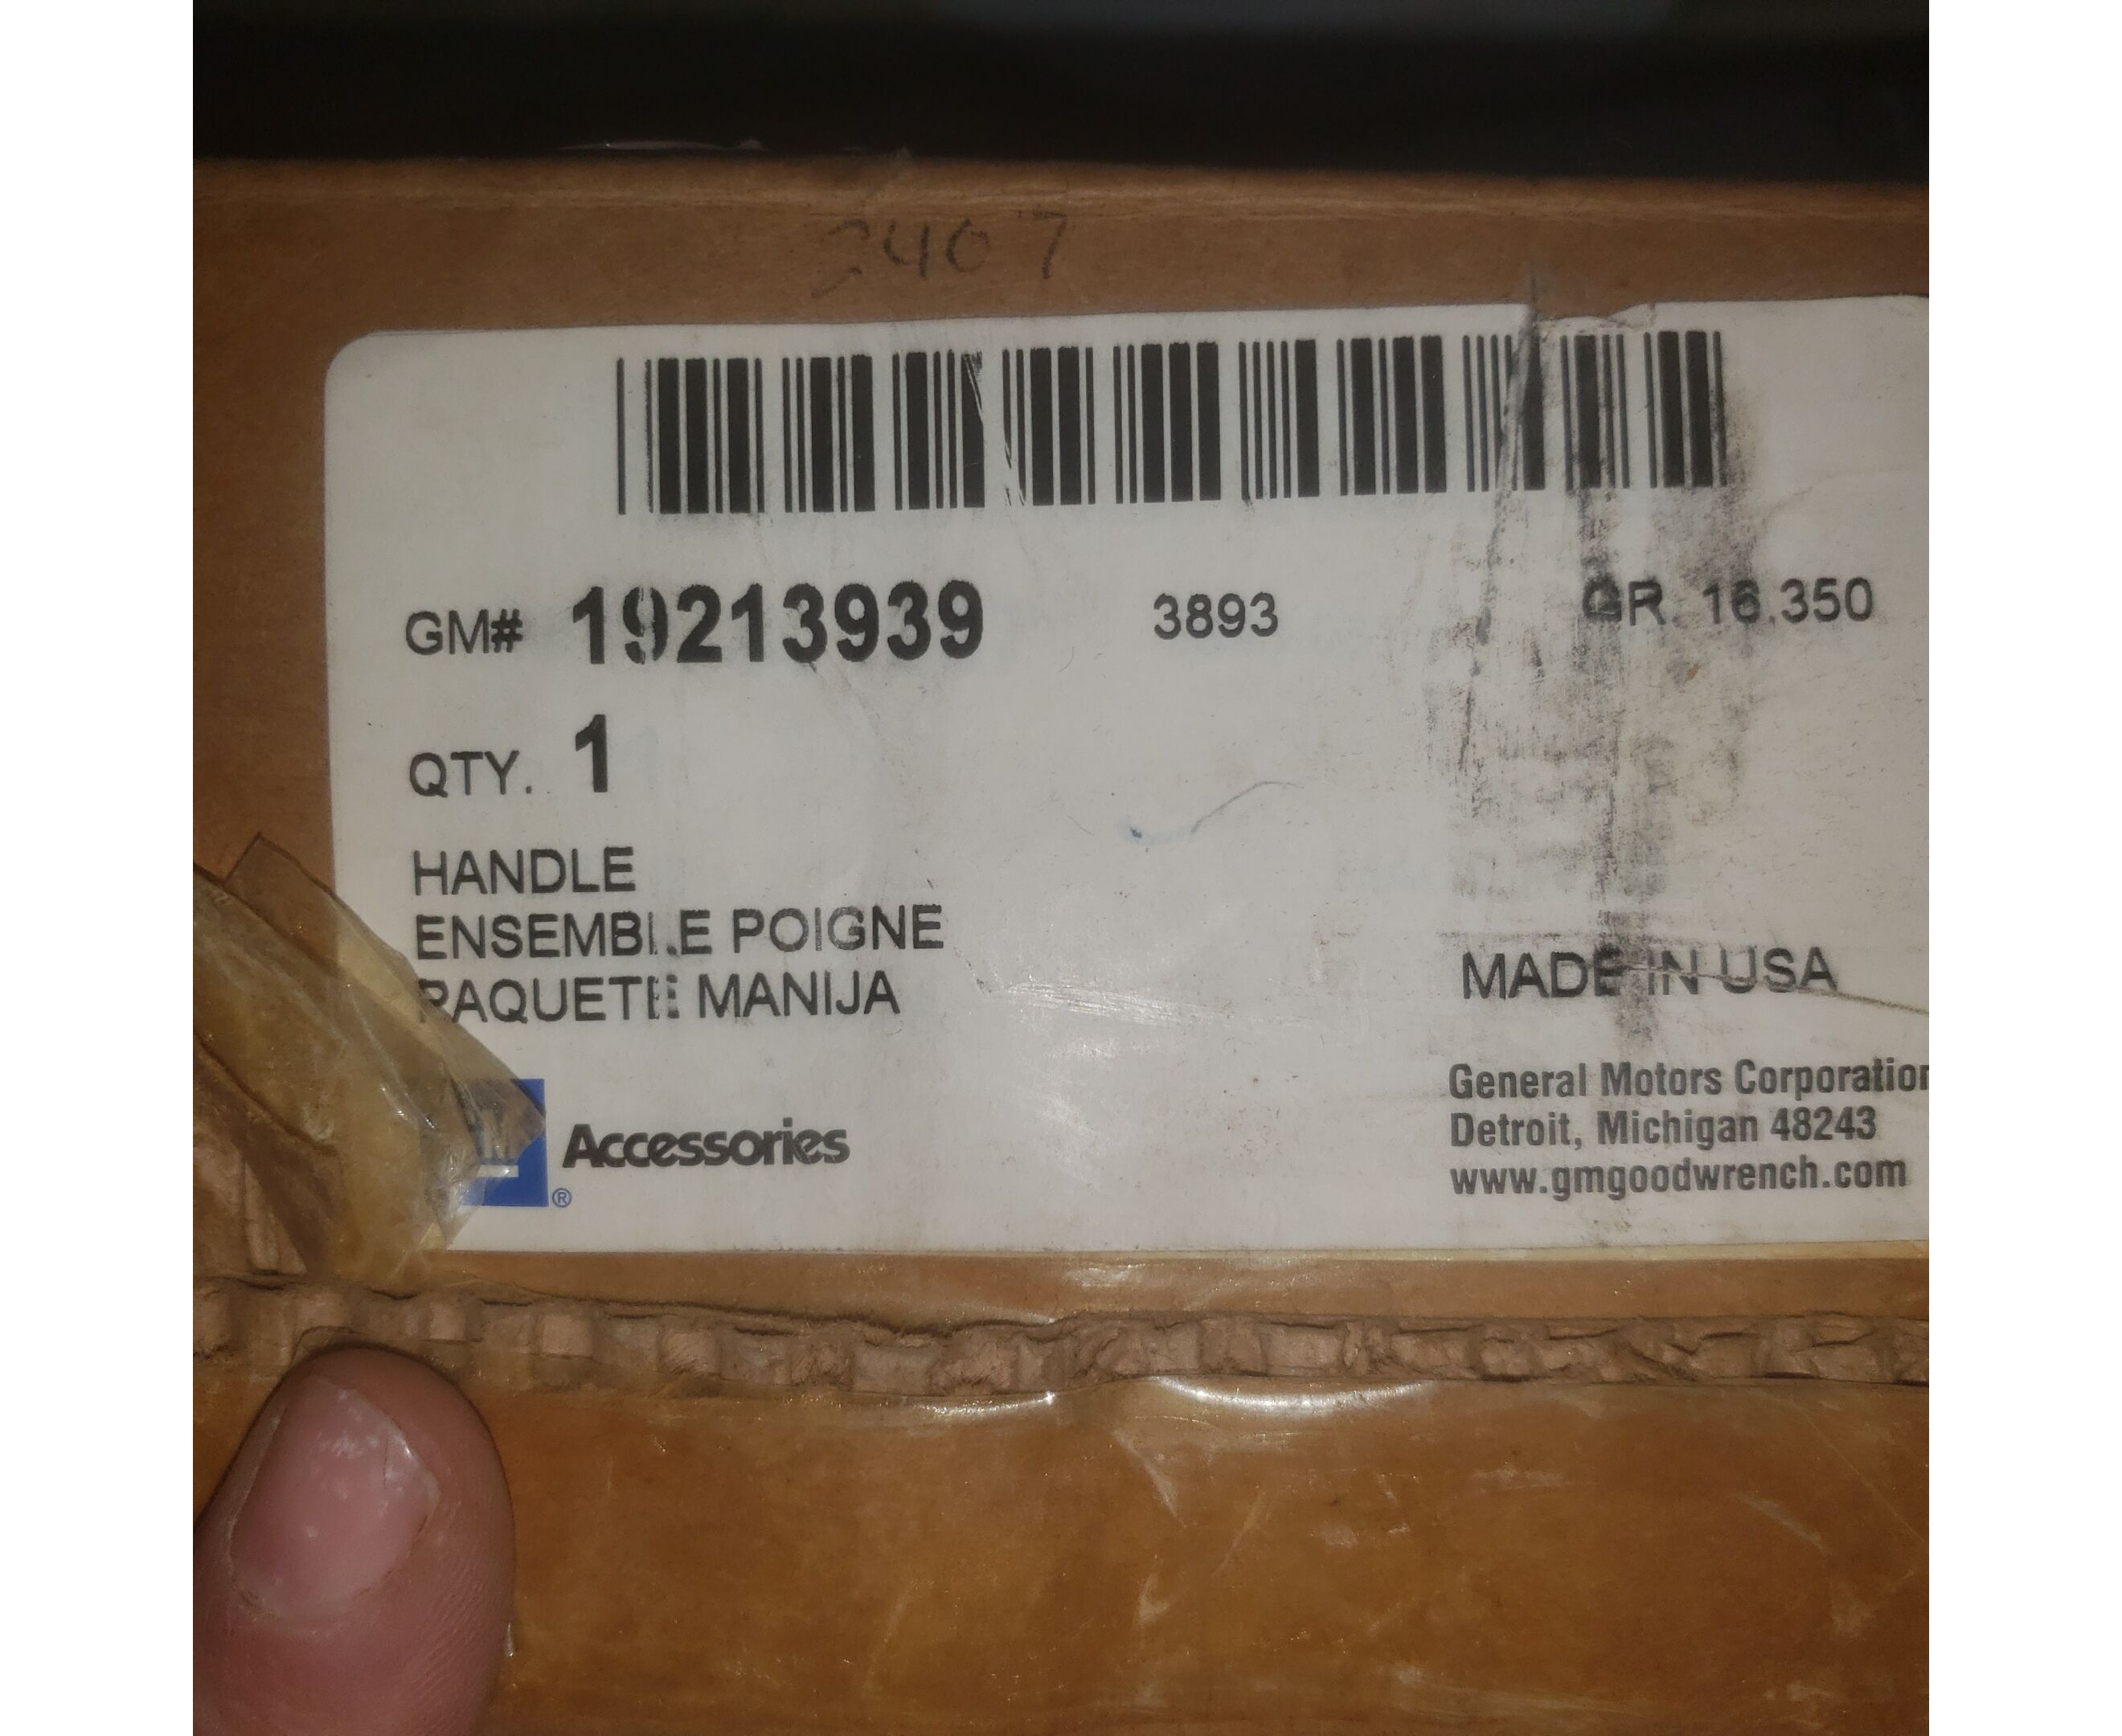 2407
GM# 19213939 3893 GR. 16.350
QTY. 1
HANDLE
ENSEMBLE POIGNE
PAQUETE MANIJA
MADE IN USA
Accessories
®
General Motors Corporation
Detroit, Michigan 48243
www.gmgoodwrench.com